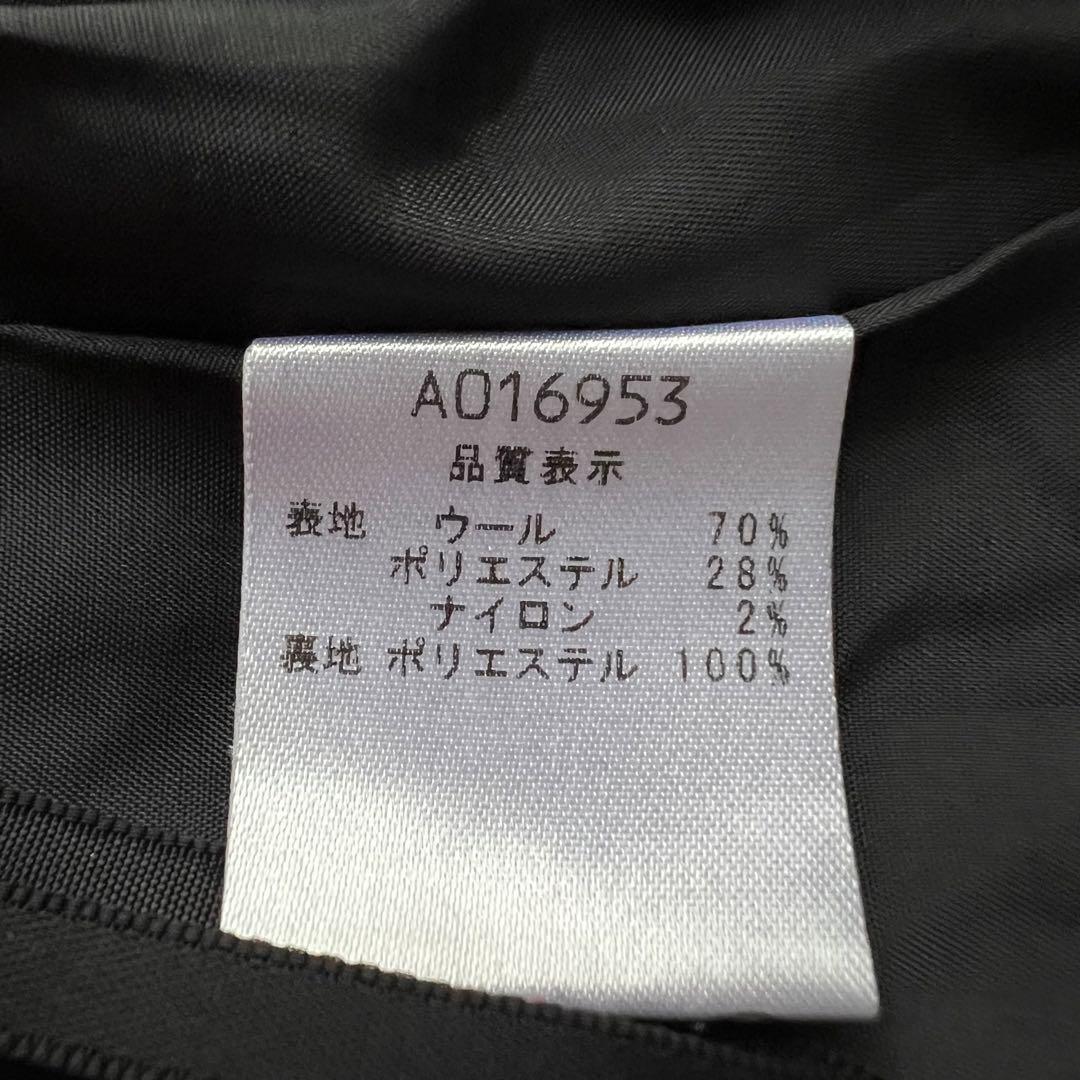 A016953
品質表示
表地 ウール 70%
ポリエステル 28%
ナイロン 2%
裏地 ポリエステル 100%